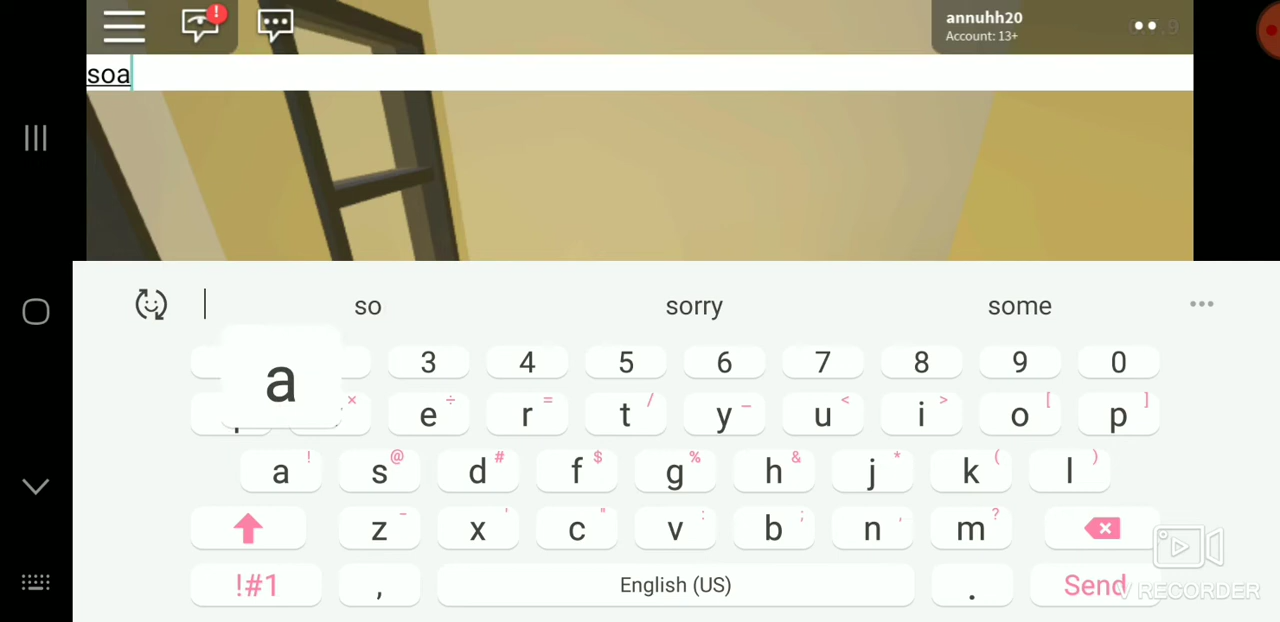 annuhh20
Account: 13+
soa
so sorry some
a
3 4 5 6 7 8 9 0
e ÷ r = t / y _ u < i > o [ p ]
a ! s @ d # f $ g % h & j * k ( l )
z - x ' c " v : b ; n , m ?
!#1 , English (US) . Send
V RECORDER